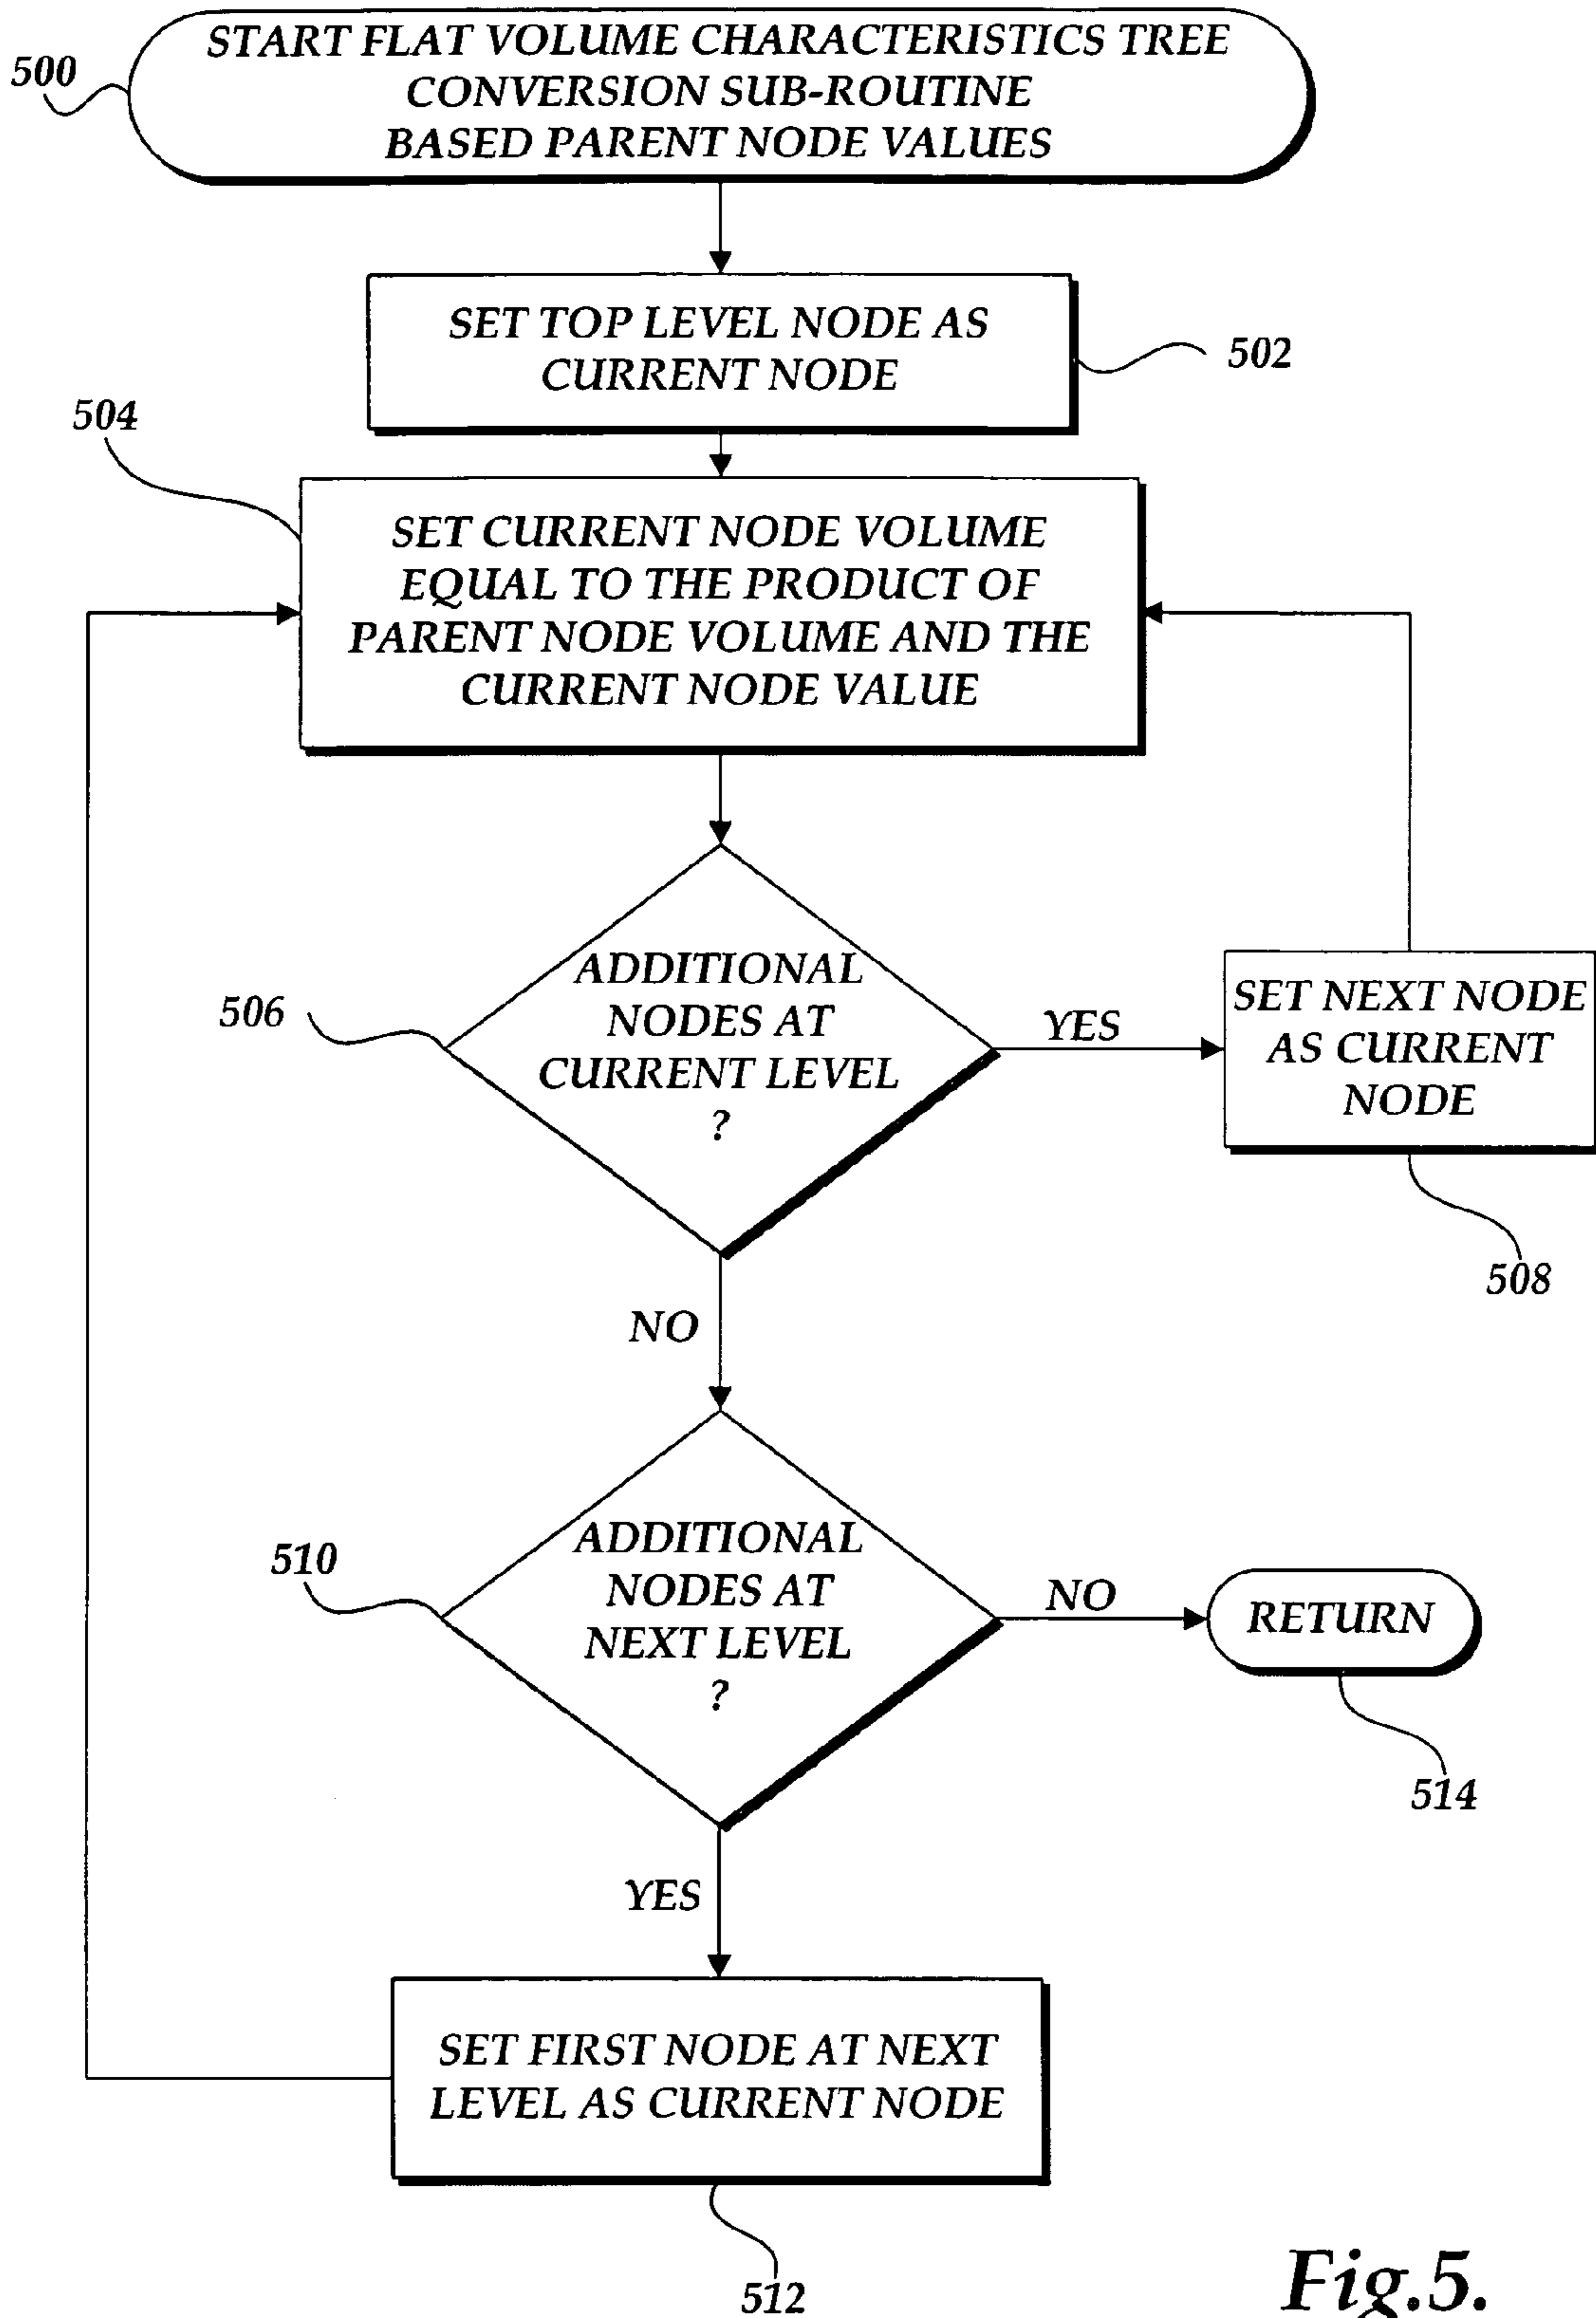 500
START FLAT VOLUME CHARACTERISTICS TREE
CONVERSION SUB-ROUTINE
BASED PARENT NODE VALUES
SET TOP LEVEL NODE AS
CURRENT NODE
502
504
SET CURRENT NODE VOLUME
EQUAL TO THE PRODUCT OF
PARENT NODE VOLUME AND THE
CURRENT NODE VALUE
506
ADDITIONAL
NODES AT
CURRENT LEVEL
?
YES
SET NEXT NODE
AS CURRENT
NODE
508
NO
510
ADDITIONAL
NODES AT
NEXT LEVEL
?
NO
RETURN
514
YES
SET FIRST NODE AT NEXT
LEVEL AS CURRENT NODE
512
Fig.5.